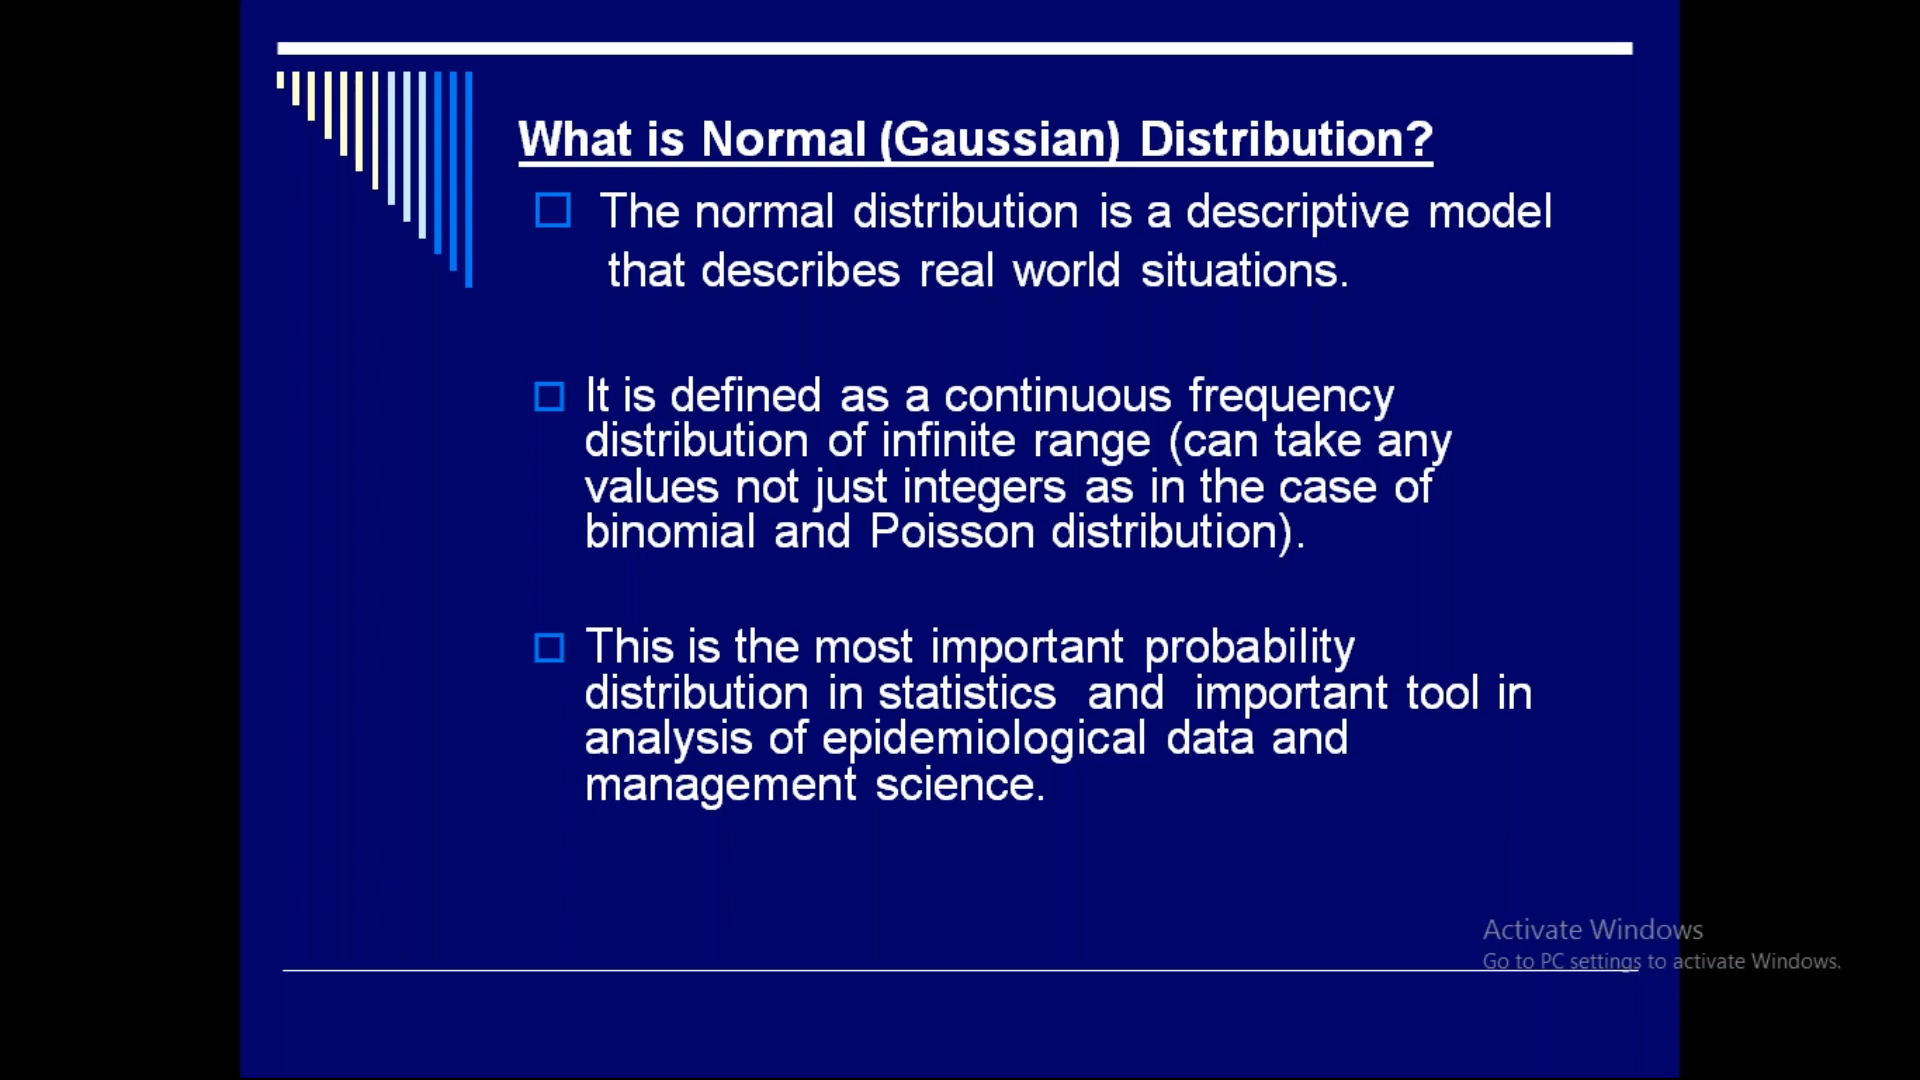 What is Normal (Gaussian) Distribution?
The normal distribution is a descriptive model
that describes real world situations.
It is defined as a continuous frequency
distribution of infinite range (can take any
values not just integers as in the case of
binomial and Poisson distribution).
This is the most important probability
distribution in statistics and important tool in
analysis of epidemiological data and
management science.
Activate Windows
Go to PC settings to activate Windows.